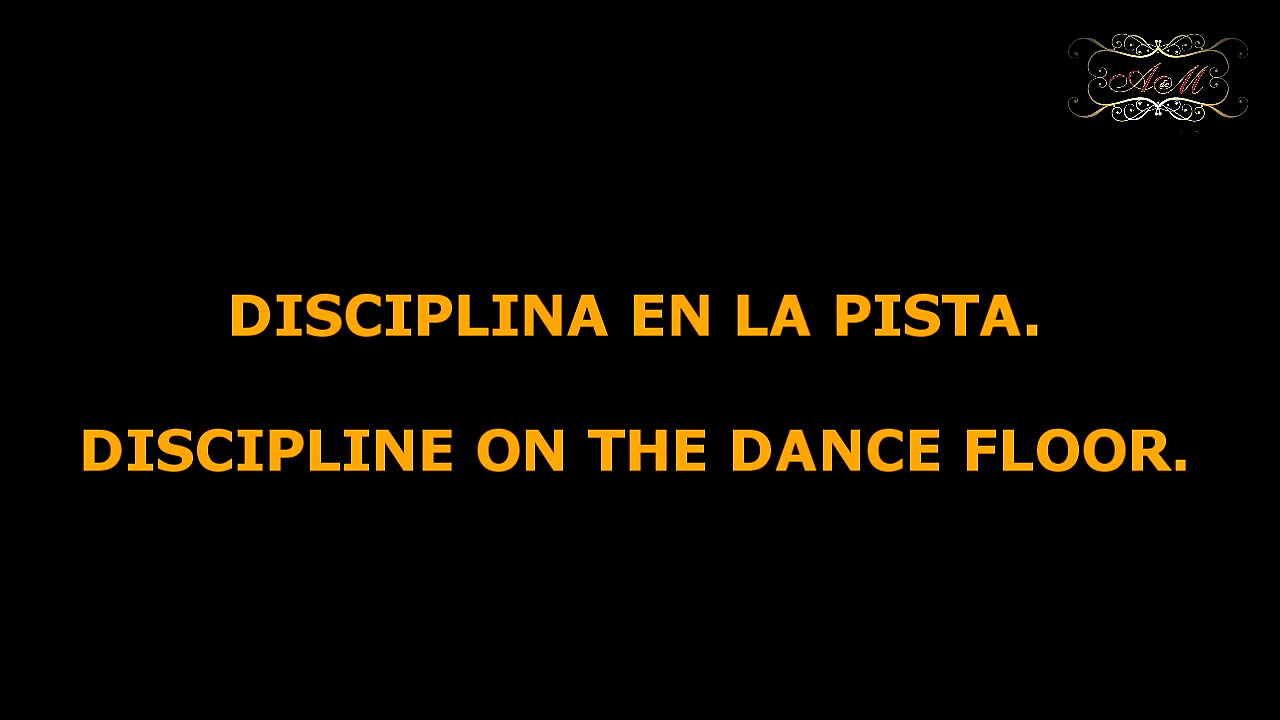 A&M
DISCIPLINA EN LA PISTA.
DISCIPLINE ON THE DANCE FLOOR.